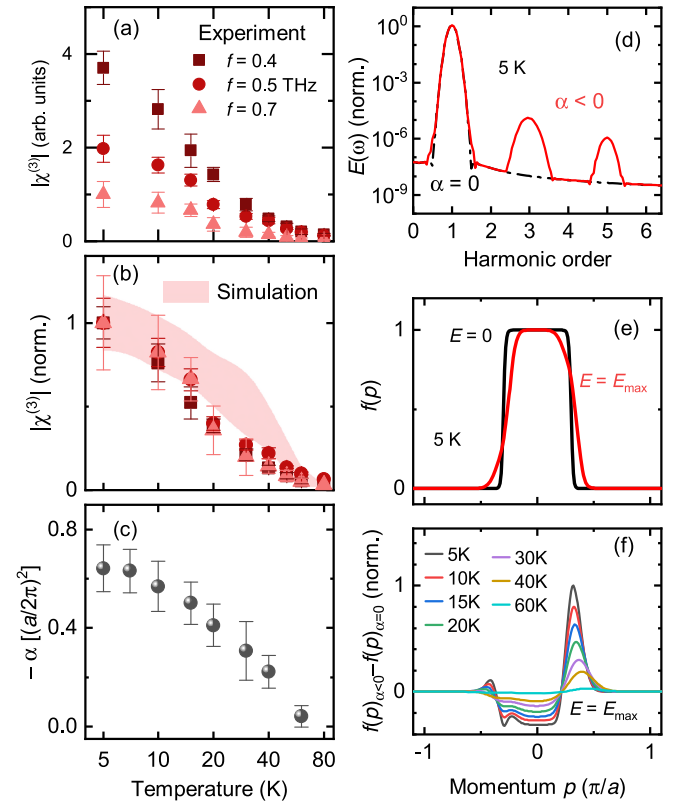 (a)
Experiment
f = 0.4
f = 0.5 THz
f = 0.7
|χ⁽³⁾| (arb. units)
4
2
0
(b)
Simulation
|χ⁽³⁾| (norm.)
1
0
(c)
− α [(a/2π)²]
0.8
0.4
0.0
5
10
20
40
80
Temperature (K)
(d)
5 K
α < 0
α = 0
E(ω) (norm.)
10⁰
10⁻³
10⁻⁶
10⁻⁹
0 1 2 3 4 5 6
Harmonic order
(e)
E = 0
E = Eₘₐₓ
5 K
f(p)
1
0
(f)
5K
10K
15K
20K
30K
40K
60K
E = Eₘₐₓ
f(p)α<0−f(p)α=0 (norm.)
1
0
-1 0 1
Momentum p (π/a)